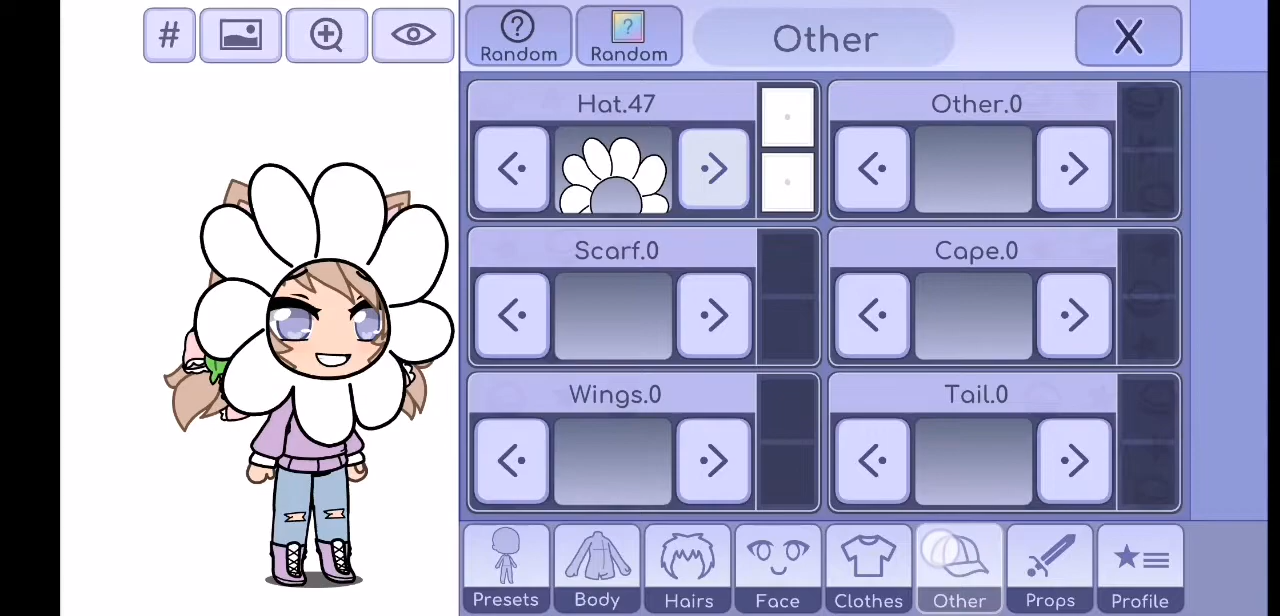 #
?
Random
?
Random
Other
X
Hat.47
Other.0
Scarf.0
Cape.0
Wings.0
Tail.0
Presets
Body
Hairs
Face
Clothes
Other
Props
Profile